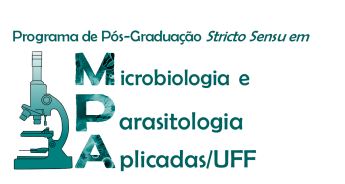 Programa de Pós-Graduação Stricto Sensu em
Microbiologia e
Parasitologia
Aplicadas/UFF